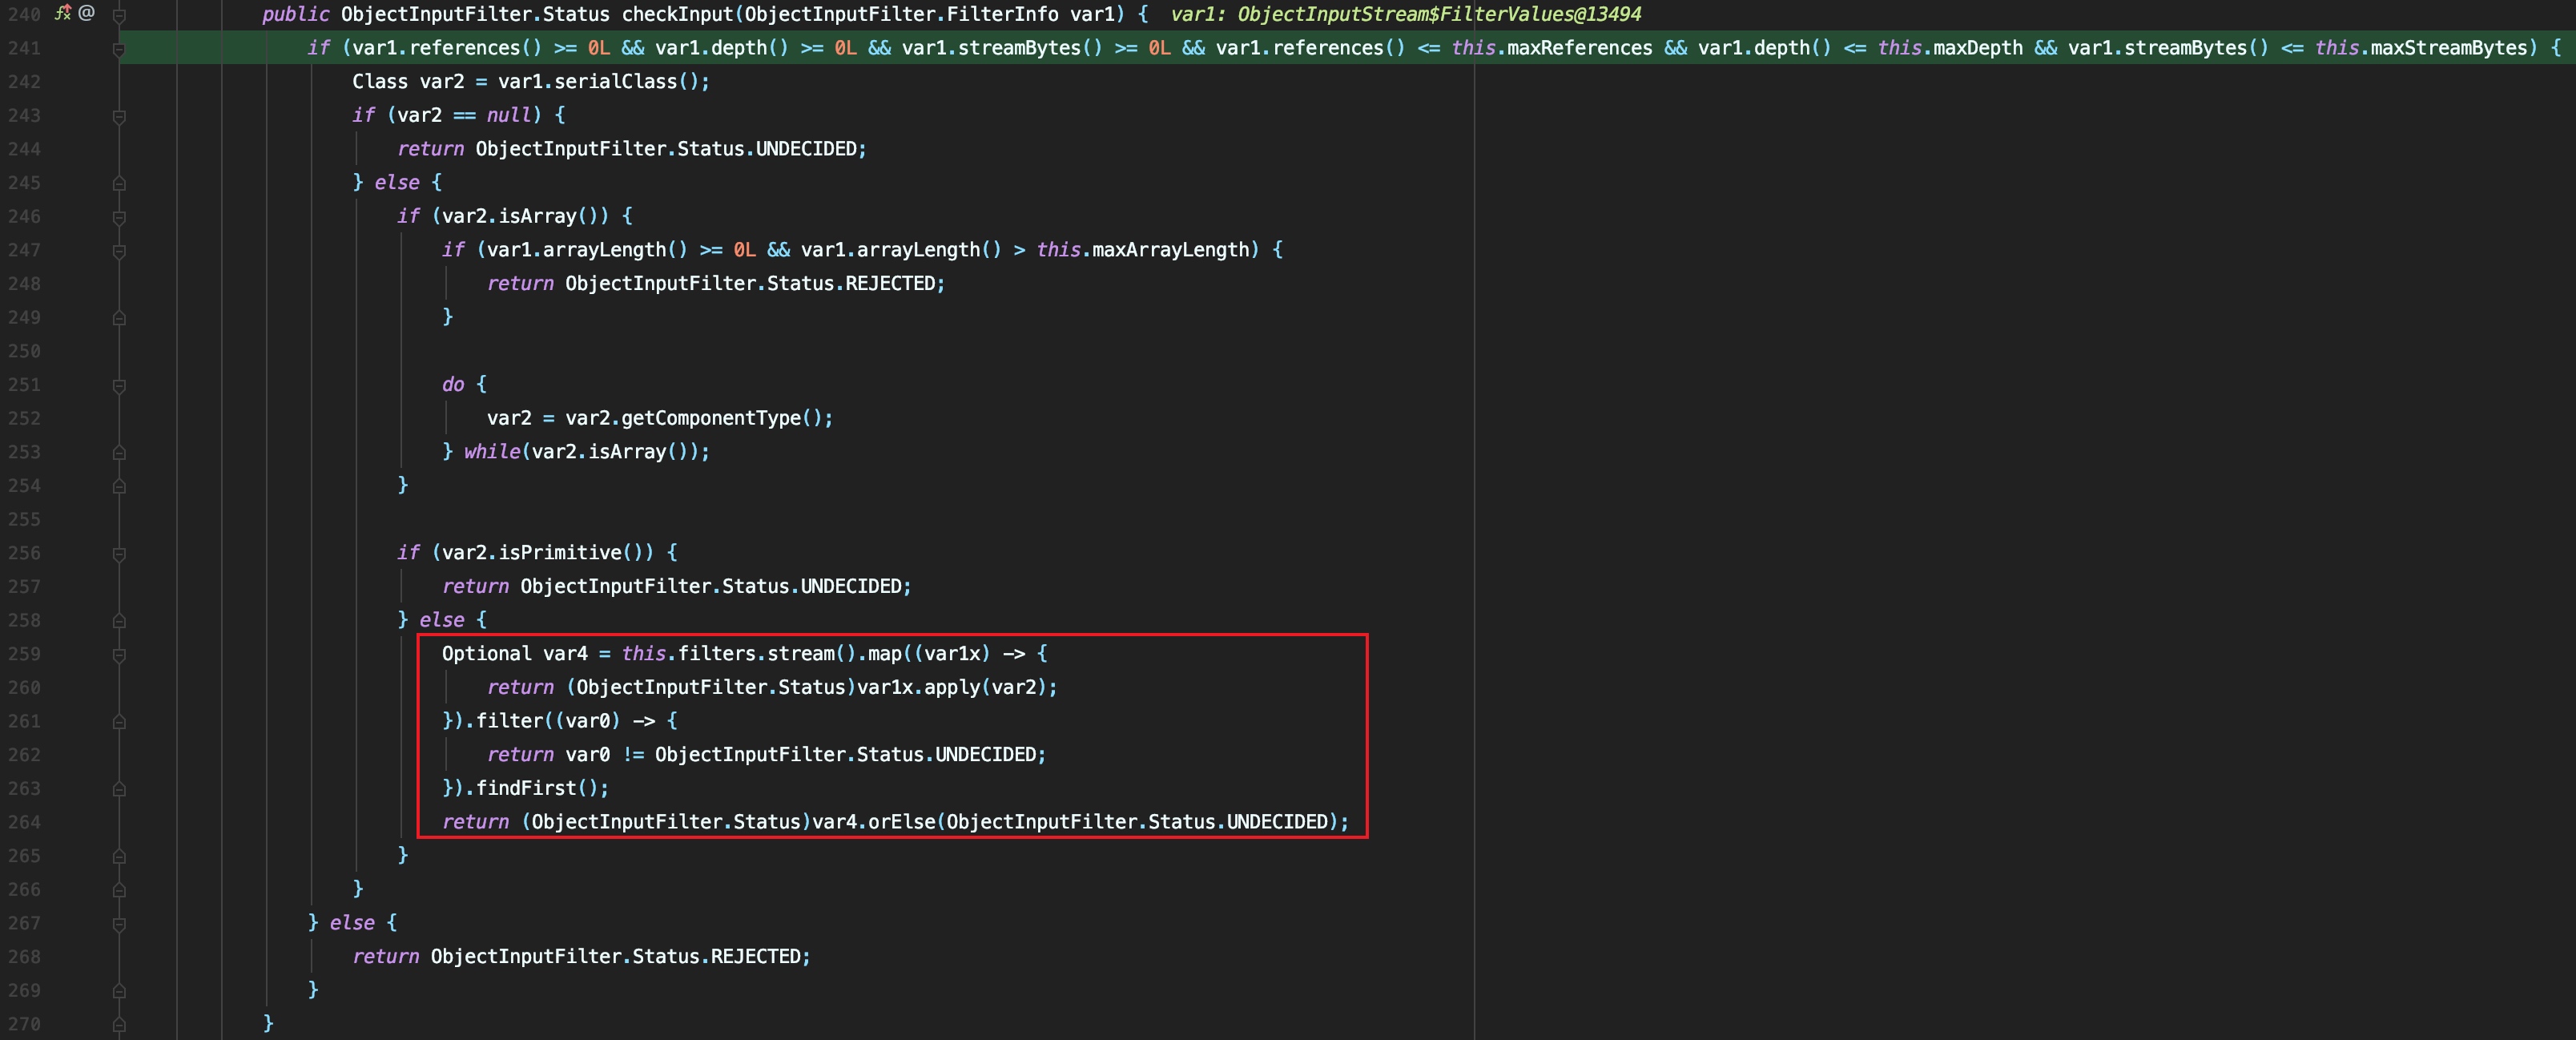 240 public ObjectInputFilter.Status checkInput(ObjectInputFilter.FilterInfo var1) { var1: ObjectInputStream$FilterValues@13494
241 if (var1.references() >= 0L && var1.depth() >= 0L && var1.streamBytes() >= 0L && var1.references() <= this.maxReferences && var1.depth() <= this.maxDepth && var1.streamBytes() <= this.maxStreamBytes) {
242 Class var2 = var1.serialClass();
243 if (var2 == null) {
244 return ObjectInputFilter.Status.UNDECIDED;
245 } else {
246 if (var2.isArray()) {
247 if (var1.arrayLength() >= 0L && var1.arrayLength() > this.maxArrayLength) {
248 return ObjectInputFilter.Status.REJECTED;
249 }
250
251 do {
252 var2 = var2.getComponentType();
253 } while(var2.isArray());
254 }
255
256 if (var2.isPrimitive()) {
257 return ObjectInputFilter.Status.UNDECIDED;
258 } else {
259 Optional var4 = this.filters.stream().map((var1x) -> {
260 return (ObjectInputFilter.Status)var1x.apply(var2);
261 }).filter((var0) -> {
262 return var0 != ObjectInputFilter.Status.UNDECIDED;
263 }).findFirst();
264 return (ObjectInputFilter.Status)var4.orElse(ObjectInputFilter.Status.UNDECIDED);
265 }
266 }
267 } else {
268 return ObjectInputFilter.Status.REJECTED;
269 }
270 }